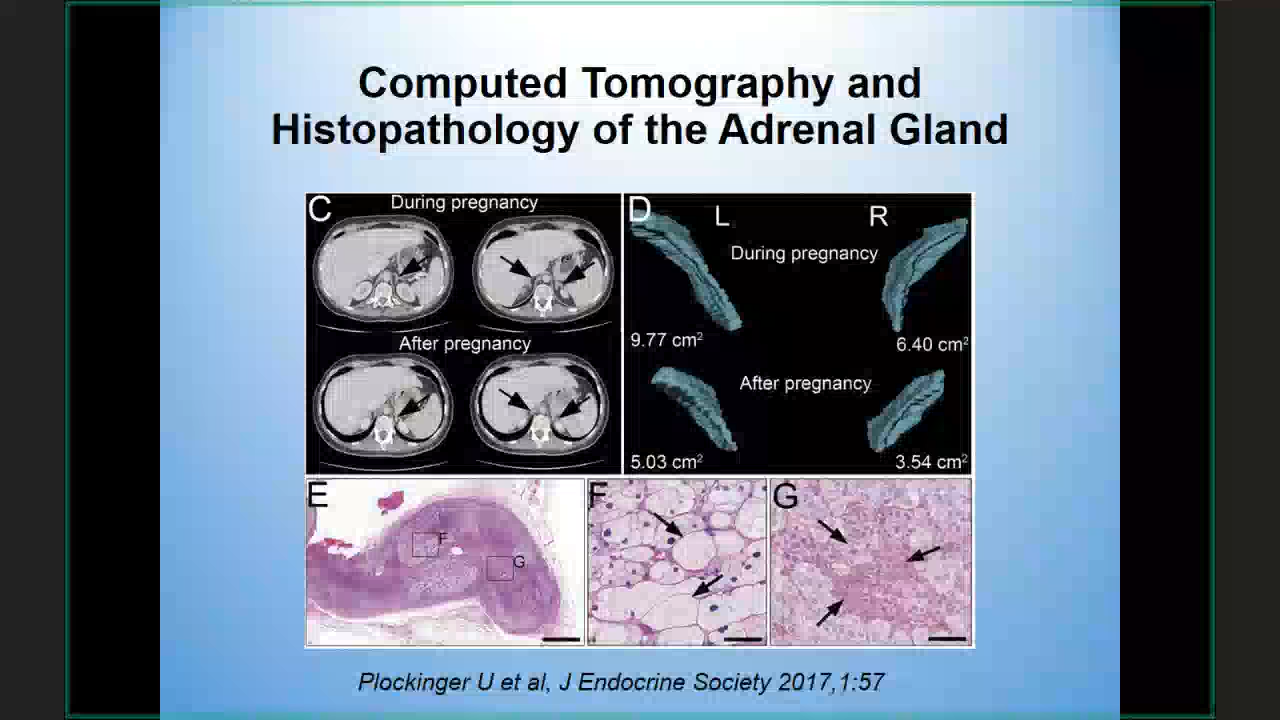 Computed Tomography and
Histopathology of the Adrenal Gland
C
During pregnancy
After pregnancy
D
L
R
During pregnancy
9.77 cm²
6.40 cm²
After pregnancy
5.03 cm²
3.54 cm²
E
F
G
F
G
Plockinger U et al, J Endocrine Society 2017,1:57